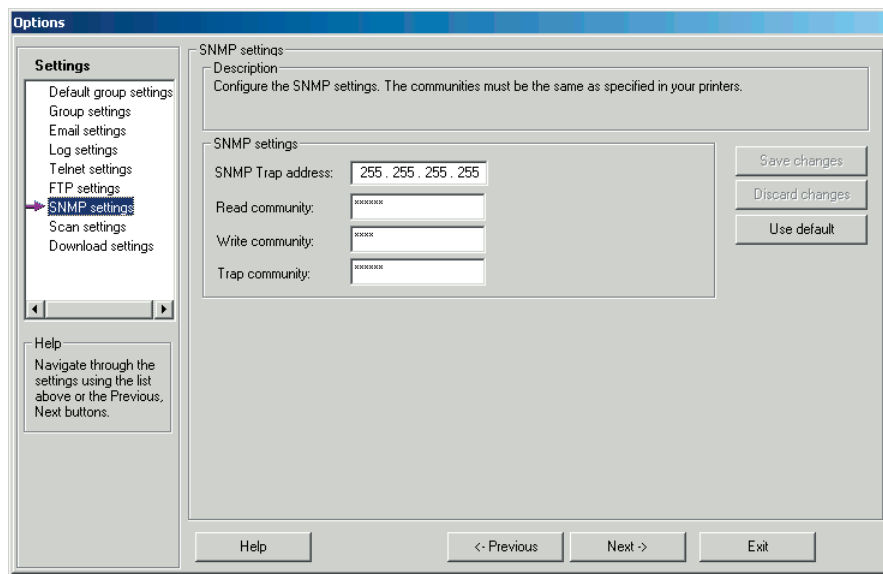 Options
Settings
Default group settings
Group settings
Email settings
Log settings
Telnet settings
FTP settings
SNMP settings
Scan settings
Download settings
Help
Navigate through the
settings using the list
above or the Previous,
Next buttons.
SNMP settings
Description
Configure the SNMP settings. The communities must be the same as specified in your printers.
SNMP settings
SNMP Trap address: 255 . 255 . 255 . 255
Read community: ******
Write community: ****
Trap community: ******
Save changes
Discard changes
Use default
Help
<- Previous
Next ->
Exit